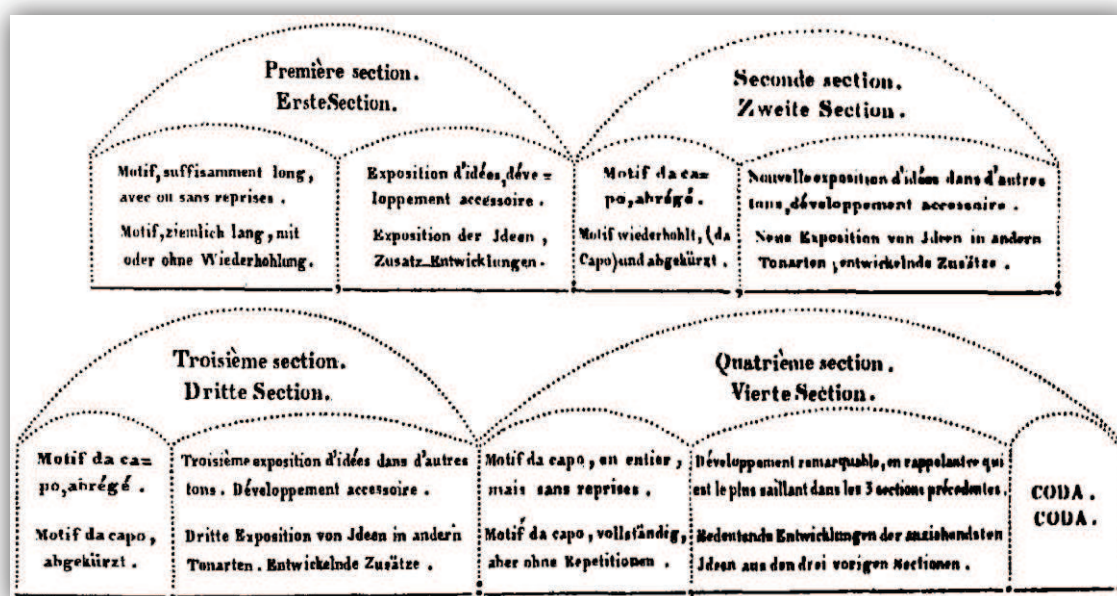 Première section.
ErsteSection.
Motif, suffisamment long,
avec ou sans reprises.
Motif, ziemlich lang, mit
oder ohne Wiederhohlung.
Exposition d'idées, déve=
loppement accessoire.
Exposition der Jdeen,
Zusatz-Entwicklungen.
Seconde section.
Zweite Section.
Motif da ca=
po, abrégé.
Motif wiederhohlt, (da
Capo) und abgekürzt.
Nouvelle exposition d'idées dans d'autres
tons, développement accessoire.
Neue Exposition von Jdeen in andern
Tonarten, entwickelnde Zusätze.
Troisième section.
Dritte Section.
Motif da ca=
po, abrégé.
Motif da capo,
abgekürzt.
Troisième exposition d'idées dans d'autres
tons. Développement accessoire.
Dritte Exposition von Jdeen in andern
Tonarten. Entwickelnde Zusätze.
Quatrième section.
Vierte Section.
Motif da capo, en entier,
mais sans reprises.
Motif da capo, vollständig,
aber ohne Repetitionen.
Développement remarquable, en rappelant ce qui
est le plus saillant dans les 3 sections précédentes.
Bedeutende Entwicklungen der anziehendsten
Jdeen aus den drei vorigen Sectionen.
CODA.
CODA.